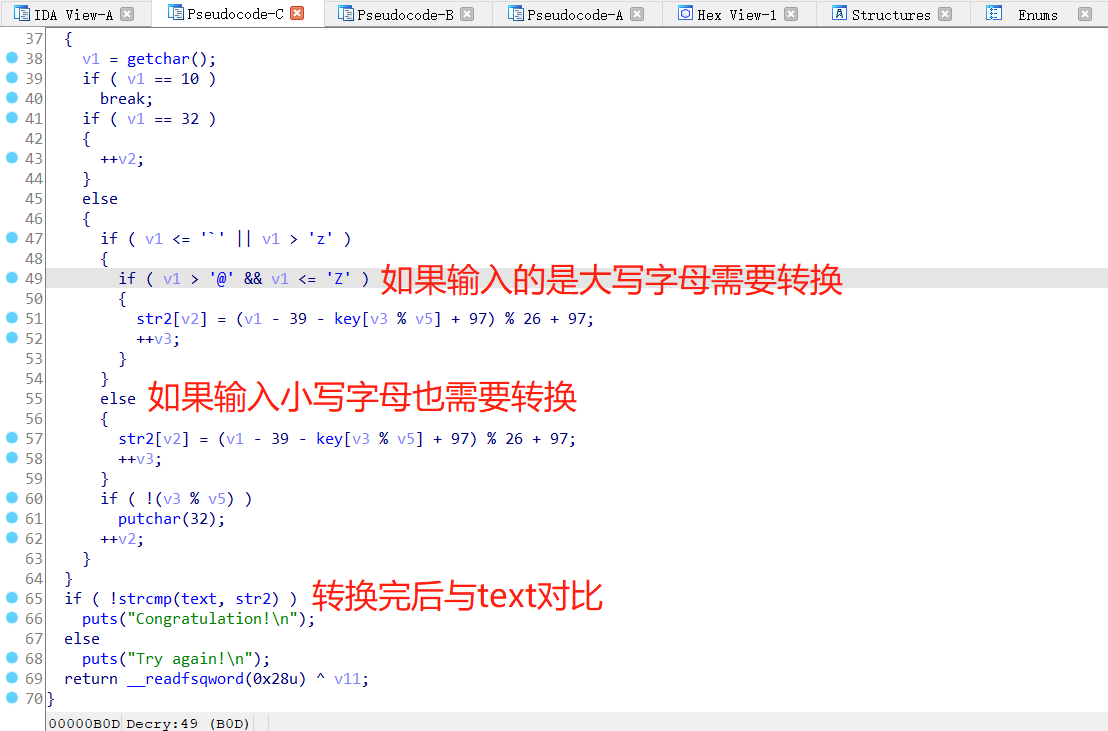 IDA View-A Pseudocode-C Pseudocode-B Pseudocode-A Hex View-1 Structures Enums
37 {
38 v1 = getchar();
39 if ( v1 == 10 )
40 break;
41 if ( v1 == 32 )
42 {
43 ++v2;
44 }
45 else
46 {
47 if ( v1 <= '`' || v1 > 'z' )
48 {
49 if ( v1 > '@' && v1 <= 'Z' ) 如果输入的是大写字母需要转换
50 {
51 str2[v2] = (v1 - 39 - key[v3 % v5] + 97) % 26 + 97;
52 ++v3;
53 }
54 }
55 else 如果输入小写字母也需要转换
56 {
57 str2[v2] = (v1 - 39 - key[v3 % v5] + 97) % 26 + 97;
58 ++v3;
59 }
60 if ( !(v3 % v5) )
61 putchar(32);
62 ++v2;
63 }
64 }
65 if ( !strcmp(text, str2) ) 转换完后与text对比
66 puts("Congratulation!\n");
67 else
68 puts("Try again!\n");
69 return __readfsqword(0x28u) ^ v11;
70 }
00000B0D Decry:49 (B0D)